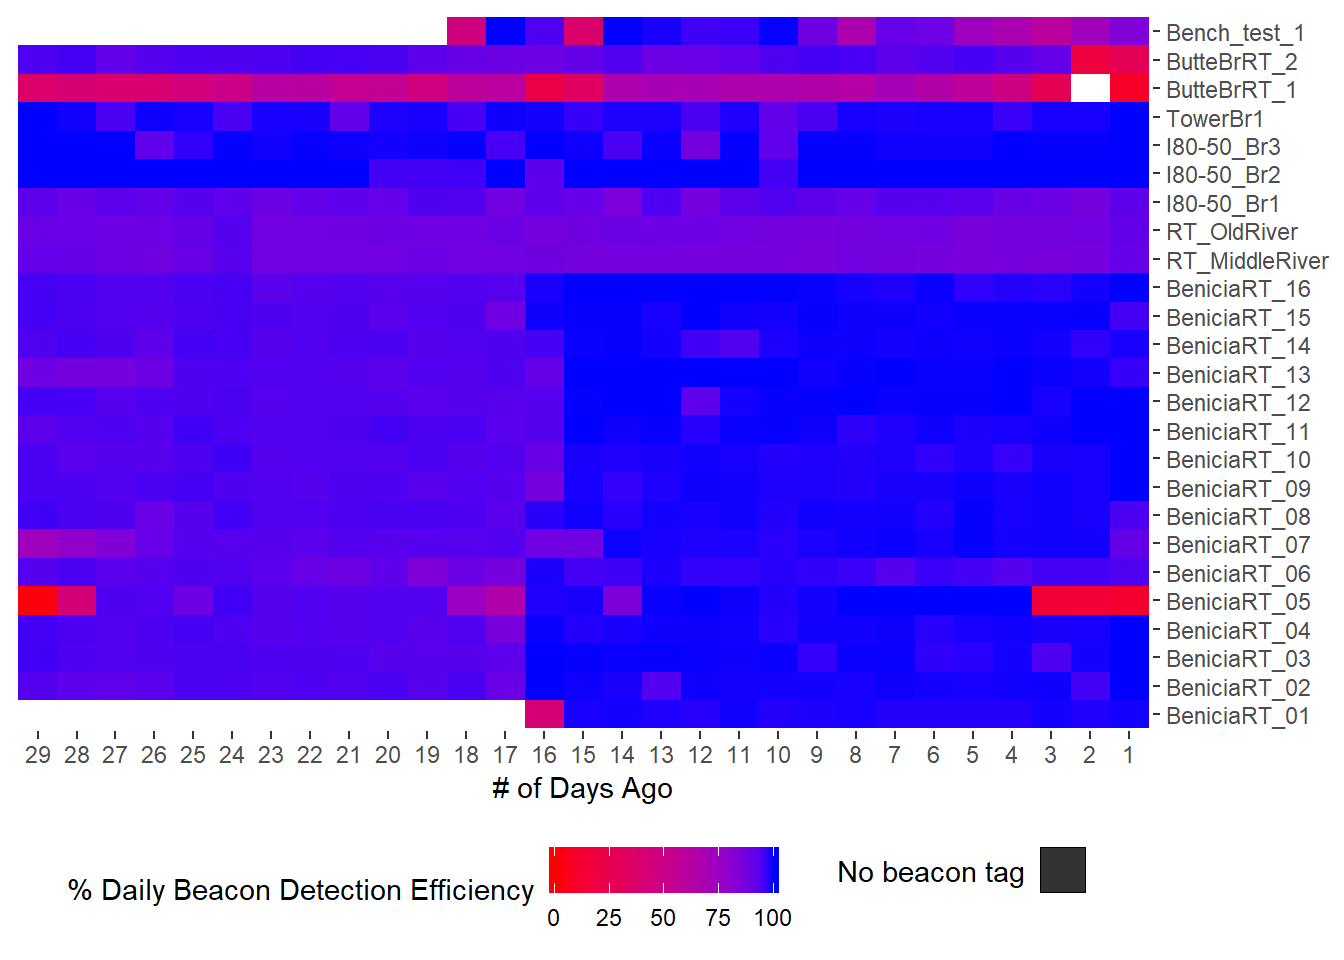 Bench_test_1
ButteBrRT_2
ButteBrRT_1
TowerBr1
I80-50_Br3
I80-50_Br2
I80-50_Br1
RT_OldRiver
RT_MiddleRiver
BeniciaRT_16
BeniciaRT_15
BeniciaRT_14
BeniciaRT_13
BeniciaRT_12
BeniciaRT_11
BeniciaRT_10
BeniciaRT_09
BeniciaRT_08
BeniciaRT_07
BeniciaRT_06
BeniciaRT_05
BeniciaRT_04
BeniciaRT_03
BeniciaRT_02
BeniciaRT_01
29 28 27 26 25 24 23 22 21 20 19 18 17 16 15 14 13 12 11 10 9 8 7 6 5 4 3 2 1
# of Days Ago
% Daily Beacon Detection Efficiency
0 25 50 75 100
No beacon tag